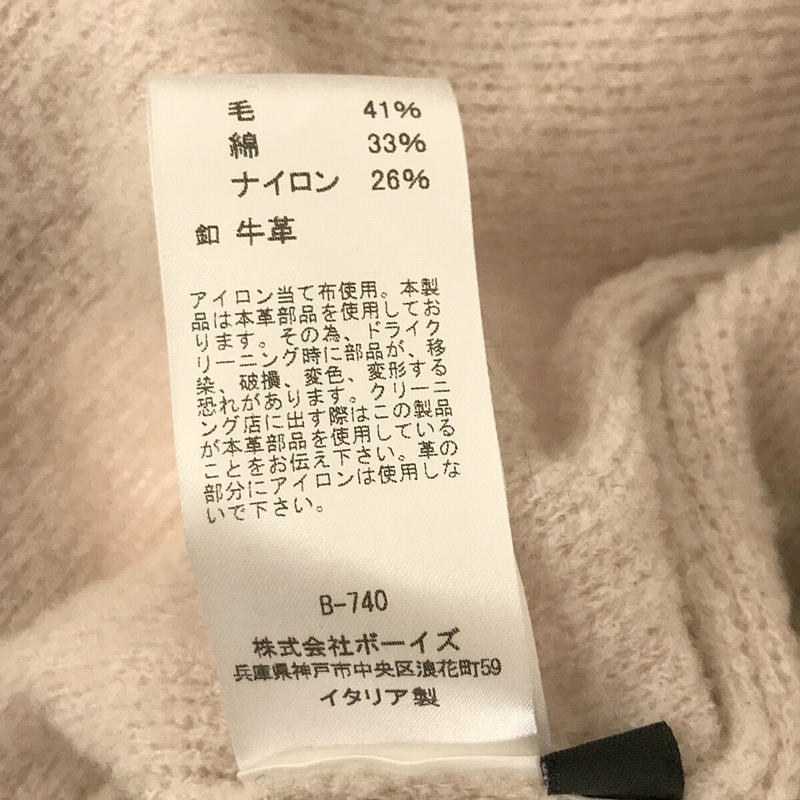 毛 41%
綿 33%
ナイロン 26%
釦 牛革
アイロン当て布使用。本製
品は本革部品を使用してお
ります。その為、ドライク
リーニング時に部品が、移
染、破損、変色、変形する
恐れがあります。クリーニ
ング店に出す際はこの製品
が本革部品を使用している
ことをお伝え下さい。革の
部分にアイロンは使用しな
いで下さい。
B-740
株式会社ボーイズ
兵庫県神戸市中央区浪花町59
イタリア製